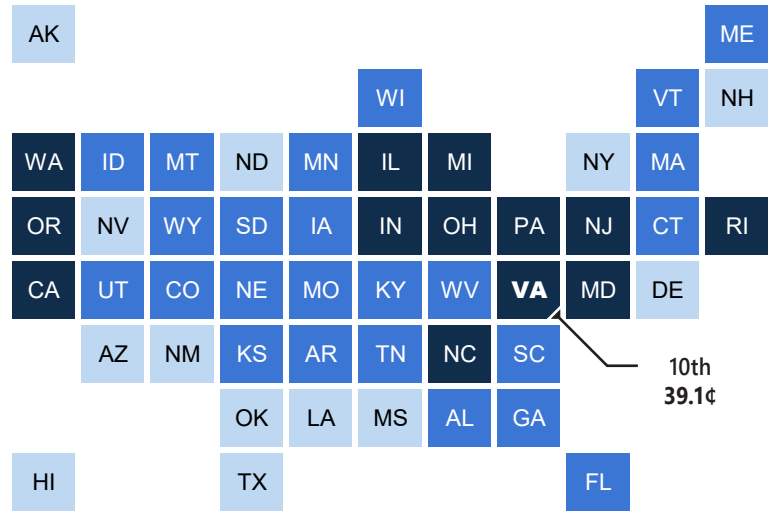 AK ME
WI VT NH
WA ID MT ND MN IL MI NY MA
OR NV WY SD IA IN OH PA NJ CT RI
CA UT CO NE MO KY WV VA MD DE
AZ NM KS AR TN NC SC
10th
39.1¢
OK LA MS AL GA
HI TX FL